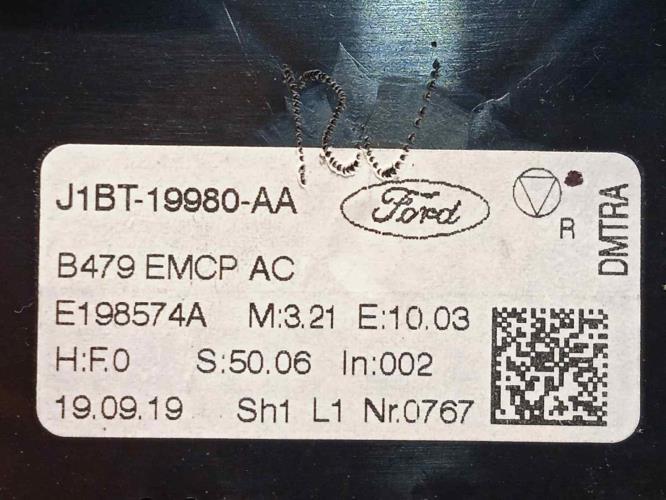 J1BT-19980-AA
Ford
R
DMTRA
B479 EMCP AC
E198574A M:3.21 E:10.03
H:F.0 S:50.06 In:002
19.09.19 Sh1 L1 Nr.0767